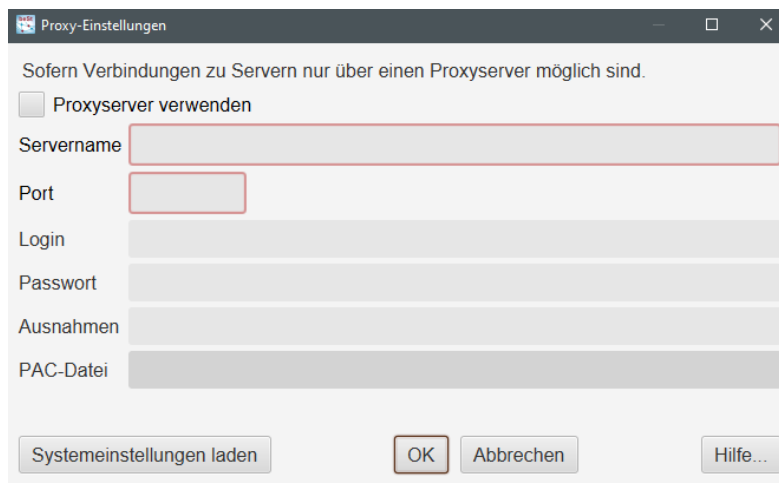 Proxy-Einstellungen
Sofern Verbindungen zu Servern nur über einen Proxyserver möglich sind.
Proxyserver verwenden
Servername
Port
Login
Passwort
Ausnahmen
PAC-Datei
Systemeinstellungen laden OK Abbrechen Hilfe...